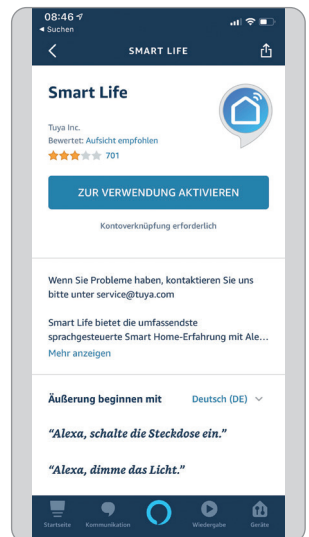 08:46
Suchen
SMART LIFE
Smart Life
Tuya Inc.
Bewertet: Aufsicht empfohlen
701
ZUR VERWENDUNG AKTIVIEREN
Kontoverknüpfung erforderlich
Wenn Sie Probleme haben, kontaktieren Sie uns
bitte unter service@tuya.com
Smart Life bietet die umfassendste
sprachgesteuerte Smart Home-Erfahrung mit Ale...
Mehr anzeigen
Äußerung beginnen mit
Deutsch (DE)
“Alexa, schalte die Steckdose ein.”
“Alexa, dimme das Licht.”
Startseite
Kommunikation
Wiedergabe
Geräte